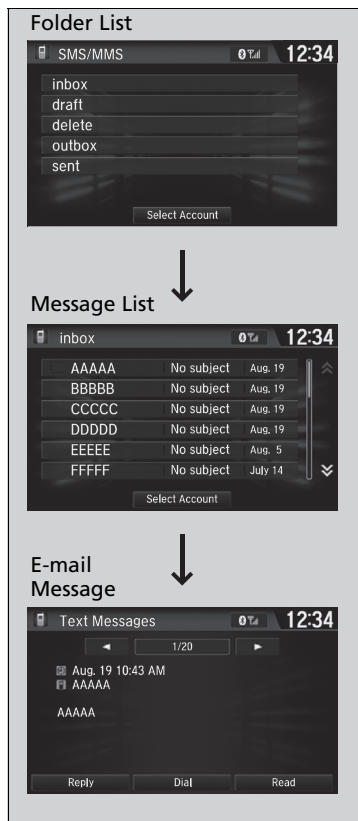 Folder List
SMS/MMS 12:34
inbox
draft
delete
outbox
sent
Select Account
Message List
inbox 12:34
AAAAA No subject Aug. 19
BBBBB No subject Aug. 19
CCCCC No subject Aug. 19
DDDDD No subject Aug. 19
EEEEE No subject Aug. 5
FFFFF No subject July 14
Select Account
E-mail
Message
Text Messages 12:34
1/20
Aug. 19 10:43 AM
AAAAA
AAAAA
Reply Dial Read